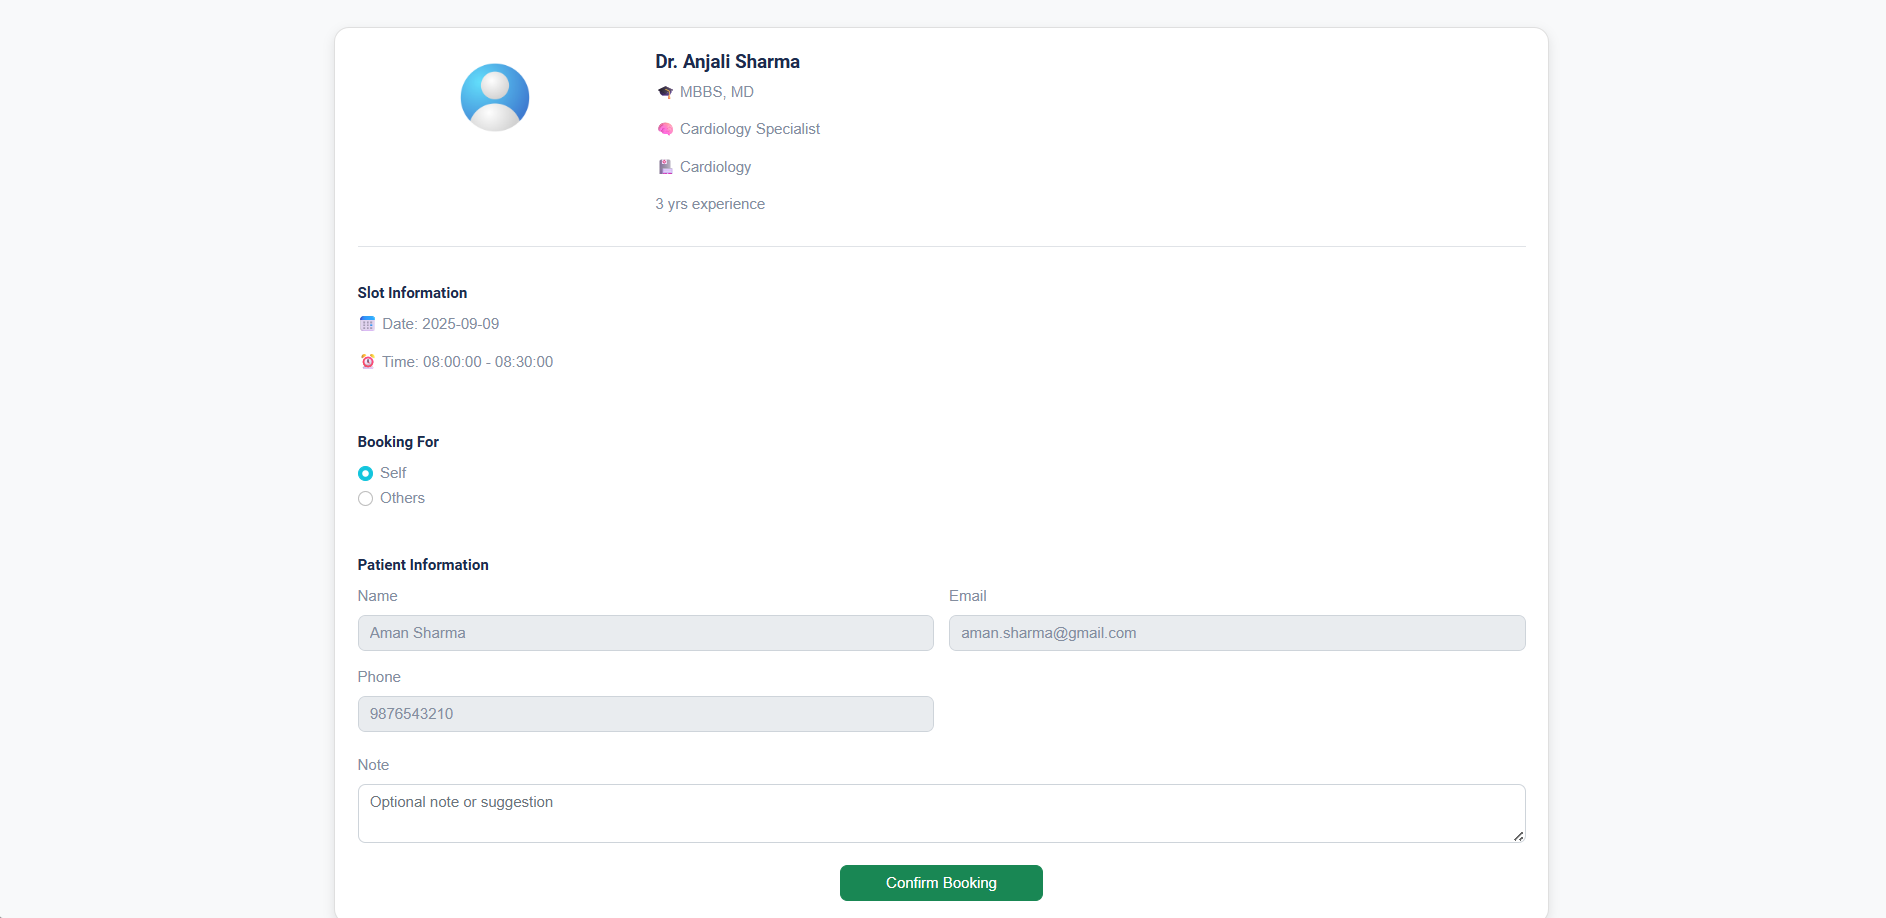 Dr. Anjali Sharma
MBBS, MD
Cardiology Specialist
Cardiology
3 yrs experience
Slot Information
Date: 2025-09-09
Time: 08:00:00 - 08:30:00
Booking For
Self
Others
Patient Information
Name
Email
Aman Sharma
aman.sharma@gmail.com
Phone
9876543210
Note
Optional note or suggestion
Confirm Booking